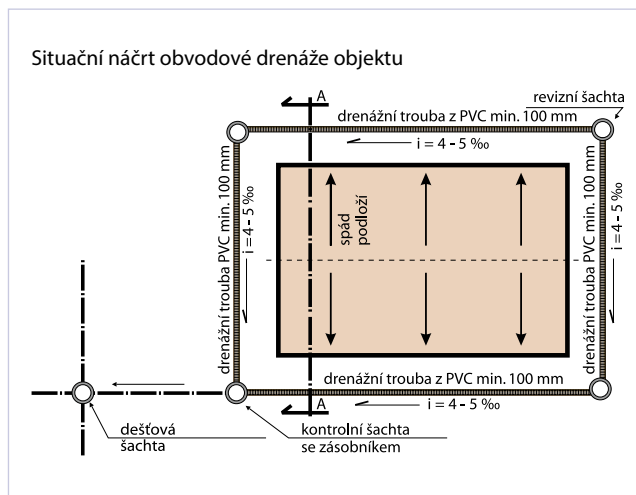 Situační náčrt obvodové drenáže objektu
A
revizní šachta
drenážní trouba z PVC min. 100 mm
i = 4 - 5 ‰
drenážní trouba PVC min. 100 mm
i = 4 - 5 ‰
spád
podloží
drenážní trouba PVC min. 100 mm
i = 4 - 5 ‰
drenážní trouba z PVC min. 100 mm
A
i = 4 - 5 ‰
dešťová
šachta
kontrolní šachta
se zásobníkem